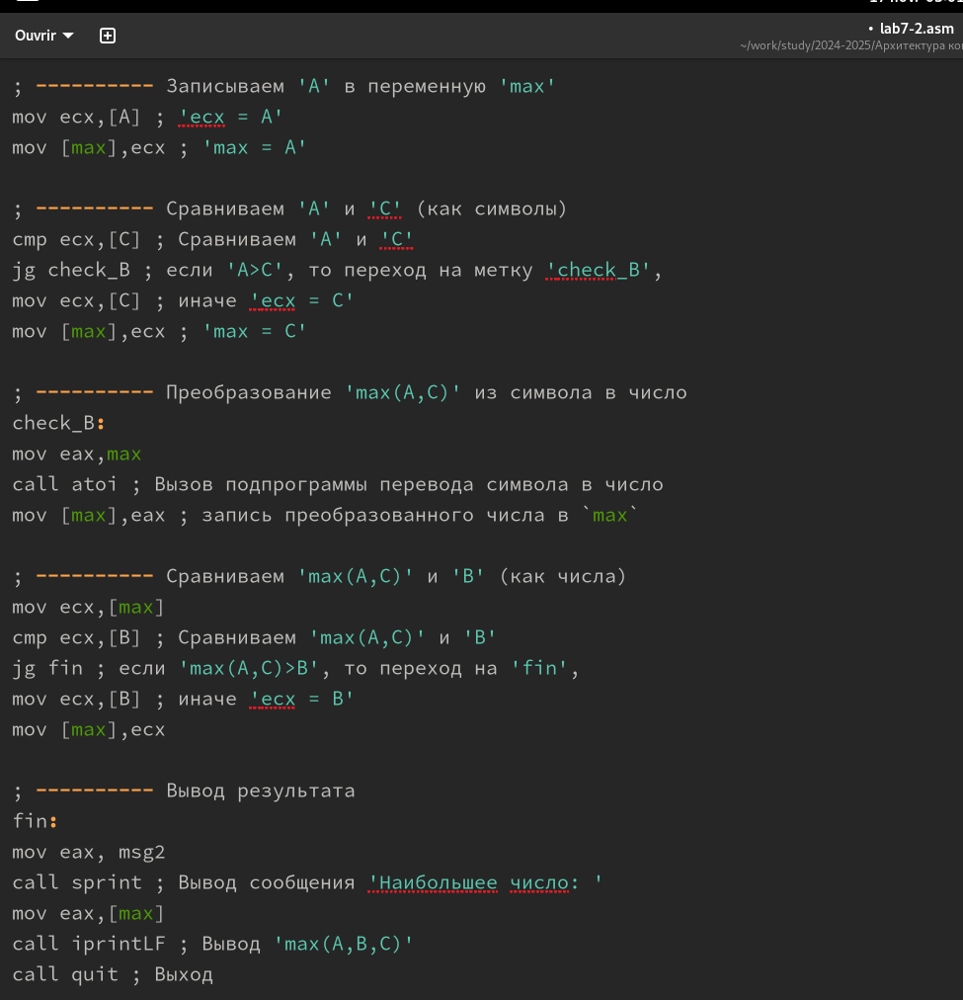 Ouvrir
• lab7-2.asm
~/work/study/2024-2025/Архитектура
; ---------- Записываем 'A' в переменную 'max'
mov ecx,[A] ; 'ecx = A'
mov [max],ecx ; 'max = A'
; ---------- Сравниваем 'A' и 'C' (как символы)
cmp ecx,[C] ; Сравниваем 'A' и 'C'
jg check_B ; если 'A>C', то переход на метку 'check_B',
mov ecx,[C] ; иначе 'ecx = C'
mov [max],ecx ; 'max = C'
; ---------- Преобразование 'max(A,C)' из символа в число
check_B:
mov eax,max
call atoi ; Вызов подпрограммы перевода символа в число
mov [max],eax ; запись преобразованного числа в `max`
; ---------- Сравниваем 'max(A,C)' и 'B' (как числа)
mov ecx,[max]
cmp ecx,[B] ; Сравниваем 'max(A,C)' и 'B'
jg fin ; если 'max(A,C)>B', то переход на 'fin',
mov ecx,[B] ; иначе 'ecx = B'
mov [max],ecx
; ---------- Вывод результата
fin:
mov eax, msg2
call sprint ; Вывод сообщения 'Наибольшее число: '
mov eax,[max]
call iprintLF ; Вывод 'max(A,B,C)'
call quit ; Выход